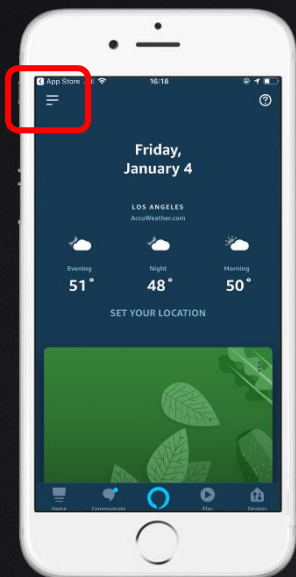 App Store 16:18
Friday,
January 4
LOS ANGELES
AccuWeather.com
Evening Night Morning
51° 48° 50°
SET YOUR LOCATION
Home Communicate Play Devices